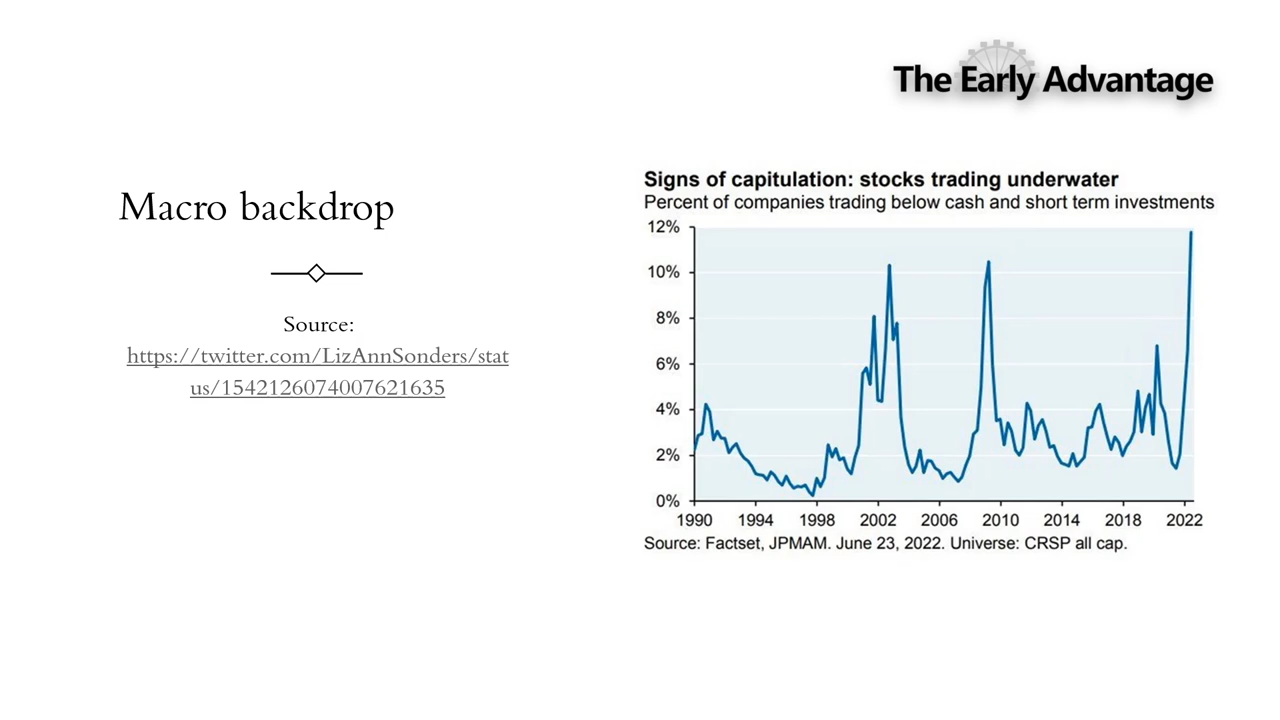 The Early Advantage
Macro backdrop
Source:
https://twitter.com/LizAnnSonders/stat
us/1542126074007621635
Signs of capitulation: stocks trading underwater
Percent of companies trading below cash and short term investments
12%
10%
8%
6%
4%
2%
0%
1990 1994 1998 2002 2006 2010 2014 2018 2022
Source: Factset, JPMAM. June 23, 2022. Universe: CRSP all cap.